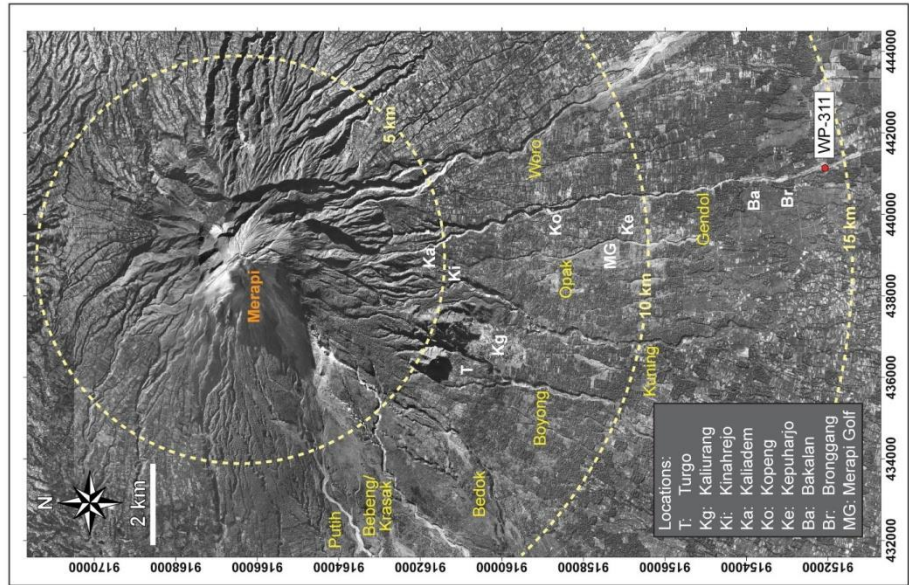 N
2 km
Merapi
5 km
Putih
Bebeng/
Krasak
Bedok
Boyong
Kuning
Opak
Gendol
Woro
T
Kg
Ki
Ka
Ko
Ke
MG
Ba
Br
10 km
15 km
WP-311
Locations:
T: Turgo
Kg: Kaliurang
Ki: Kinahrejo
Ka: Kaliadem
Ko: Kopeng
Ke: Kepuharjo
Ba: Bakalan
Br: Bronggang
MG: Merapi Golf
9170000
9168000
9166000
9164000
9162000
9160000
9158000
9156000
9154000
9152000
432000
434000
436000
438000
440000
442000
444000